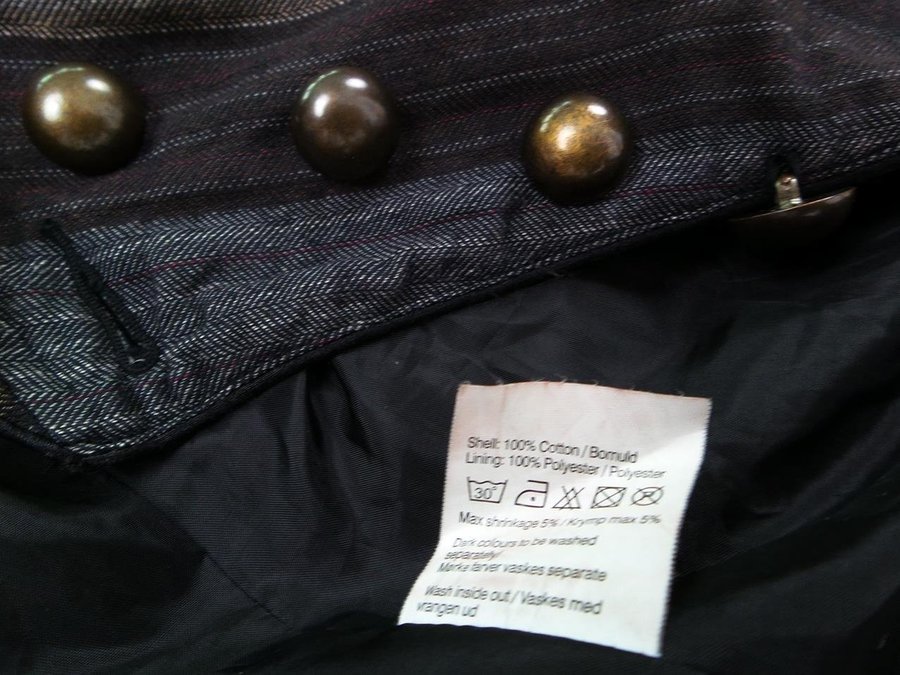 Shell: 100% Cotton / Bomuld
Lining: 100% Polyester / Polyester
30°
Max shrinkage 5% / Krymp max 5%
Dark colours to be washed
separately/
Mørke farver vaskes separate
Wash inside out / Vaskes med
vrangen ud